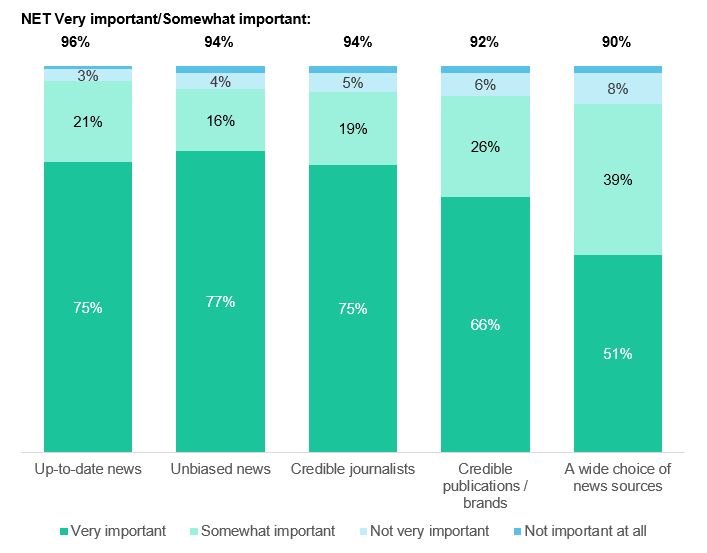 NET Very important/Somewhat important:
96% 94% 94% 92% 90%
3% 4% 5% 6% 8%
21% 16% 19% 26% 39%
75% 77% 75% 66% 51%
Up-to-date news
Unbiased news
Credible journalists
Credible
publications /
brands
A wide choice of
news sources
Very important Somewhat important Not very important Not important at all